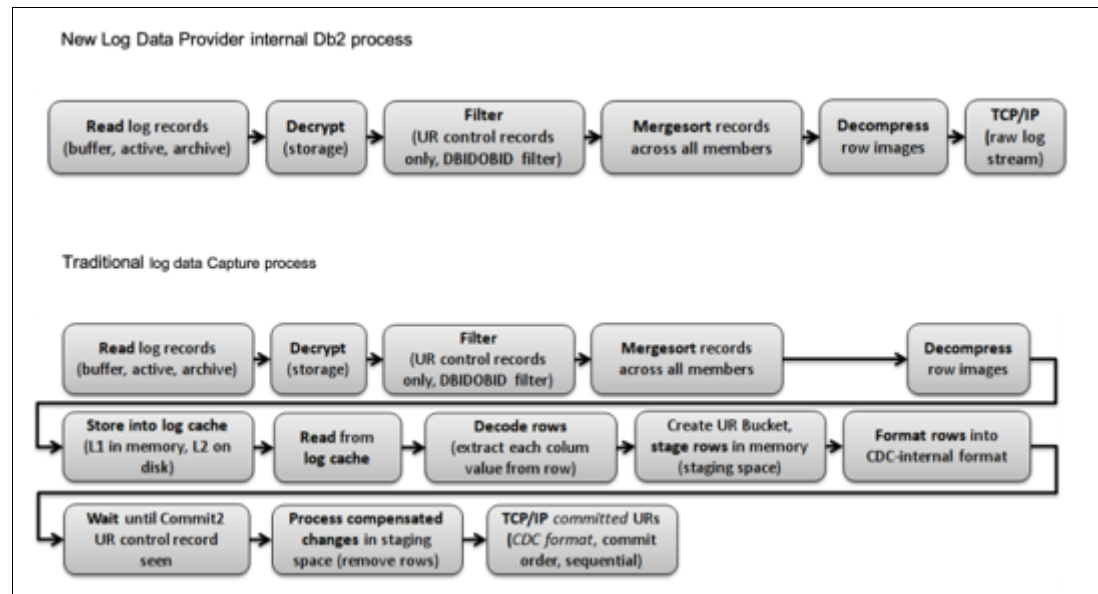 New Log Data Provider internal Db2 process
Read log records
(buffer, active, archive)
Decrypt
(storage)
Filter
(UR control records
only, DBIDOBID filter)
Mergesort records
across all members
Decompress
row images
TCP/IP
(raw log
stream)
Traditional log data Capture process
Read log records
(buffer, active, archive)
Decrypt
(storage)
Filter
(UR control records
only, DBIDOBID filter)
Mergesort records
across all members
Decompress
row images
Store into log cache
(L1 in memory, L2 on
disk)
Read from
log cache
Decode rows
(extract each colum
value from row)
Create UR Bucket,
stage rows in memory
(staging space)
Format rows into
CDC-internal format
Wait until Commit2
UR control record
seen
Process compensated
changes in staging
space (remove rows)
TCP/IP committed URs
(CDC format, commit
order, sequential)